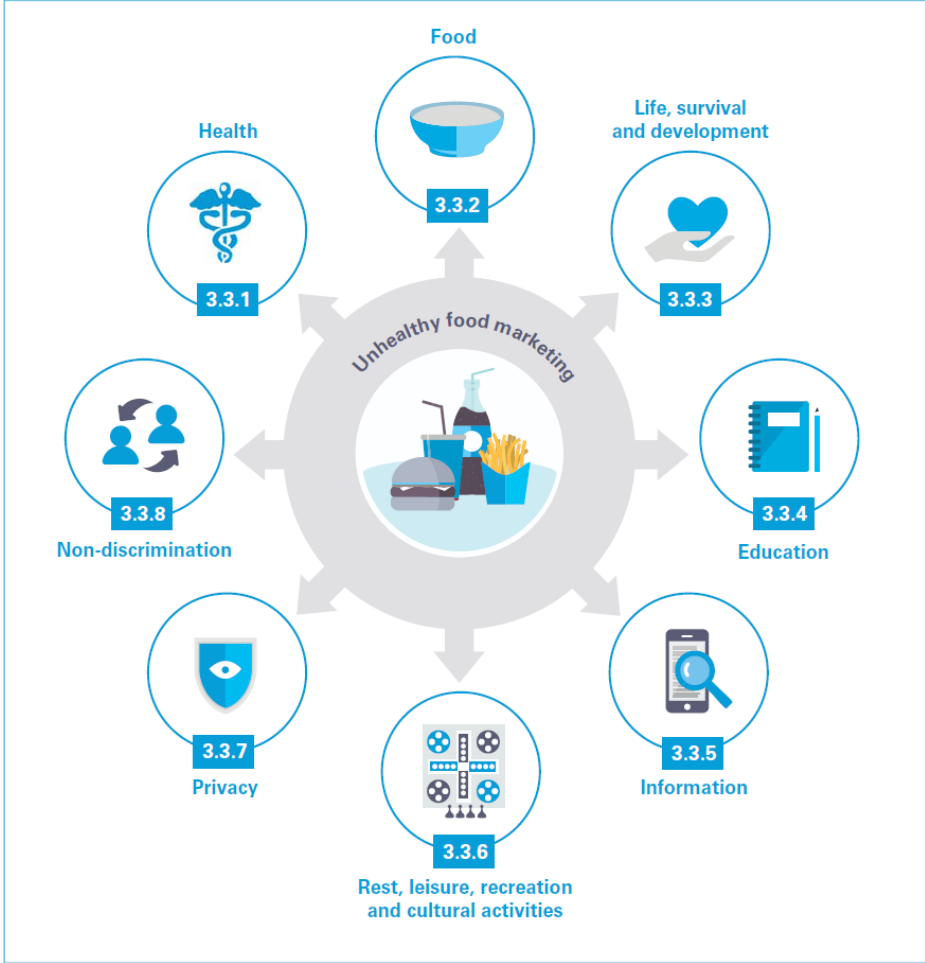 Food
3.3.2
Life, survival
and development
3.3.3
Health
3.3.1
Unhealthy food marketing
3.3.8
Non-discrimination
3.3.4
Education
3.3.7
Privacy
3.3.5
Information
3.3.6
Rest, leisure, recreation
and cultural activities